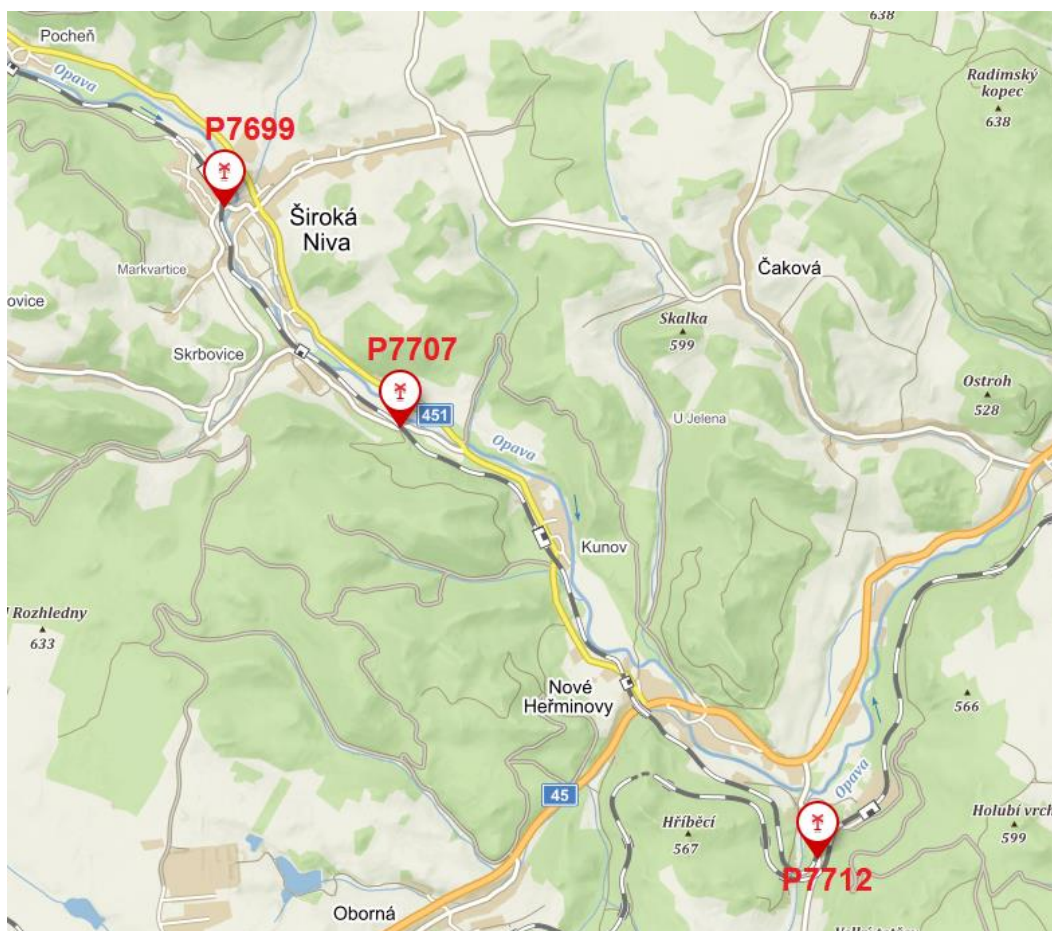 638
Pocheň
Opava
Radimský
kopec
638
P7699
Široká
Niva
Markvartice
Čaková
ovice
Skalka
599
Skrbovice
P7707
Ostroh
528
451
U Jelena
Opava
Kunov
Rozhledny
633
Nové
Heřminovy
566
Opava
45
Hříběcí
567
Holubí vrch
599
P7712
Oborná